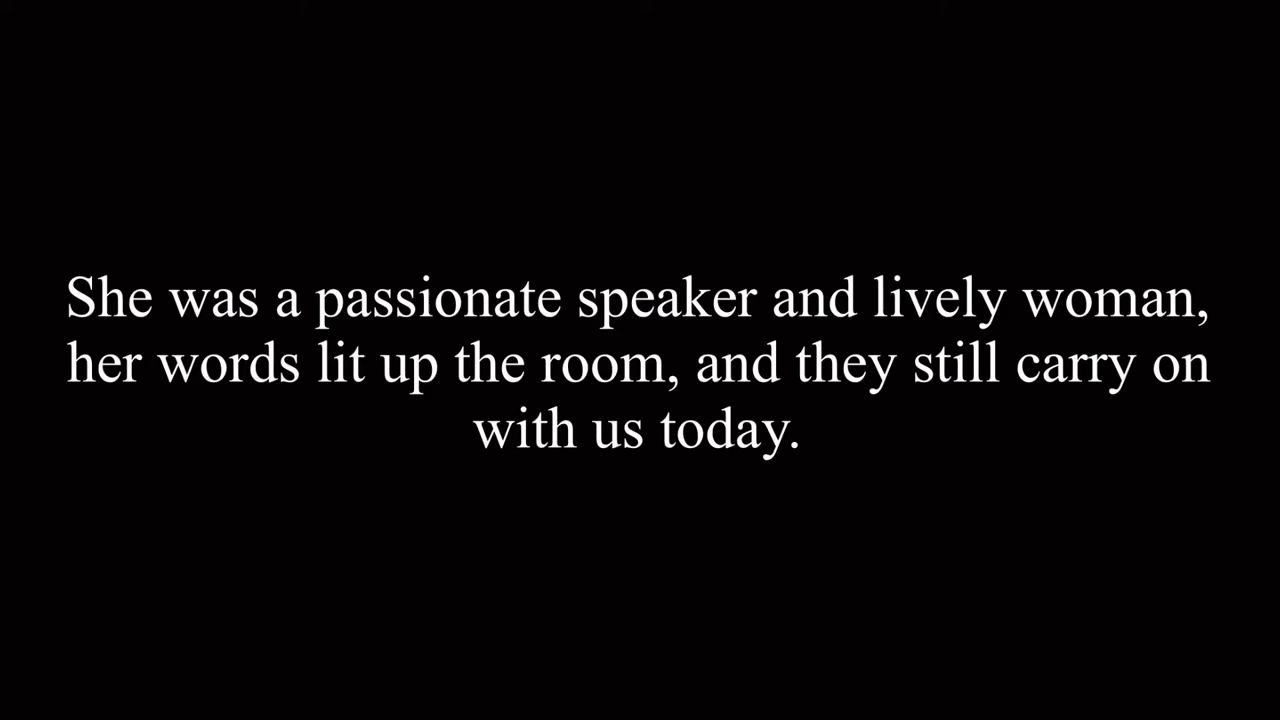 She was a passionate speaker and lively woman,
her words lit up the room, and they still carry on
with us today.